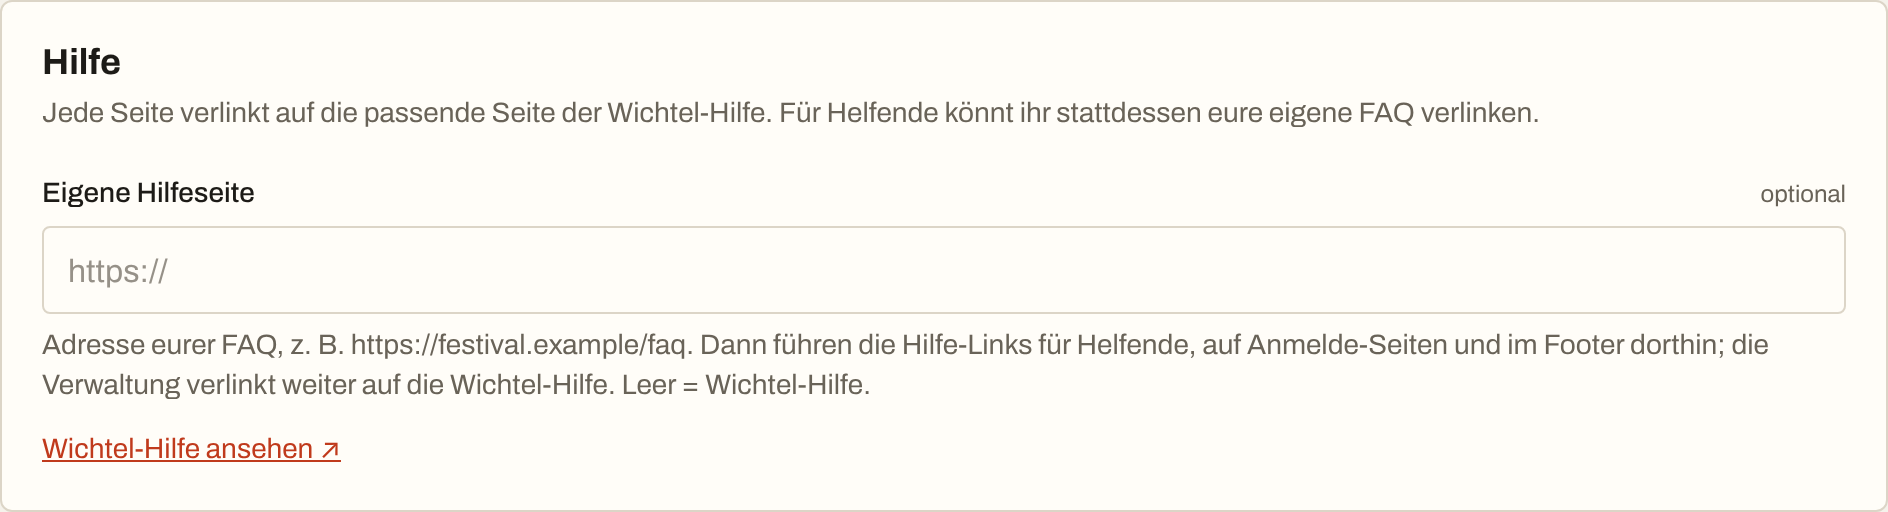 Hilfe
Jede Seite verlinkt auf die passende Seite der Wichtel-Hilfe. Für Helfende könnt ihr stattdessen eure eigene FAQ verlinken.
Eigene Hilfeseite
optional
https://
Adresse eurer FAQ, z. B. https://festival.example/faq. Dann führen die Hilfe-Links für Helfende, auf Anmelde-Seiten und im Footer dorthin; die
Verwaltung verlinkt weiter auf die Wichtel-Hilfe. Leer = Wichtel-Hilfe.
Wichtel-Hilfe ansehen ↗